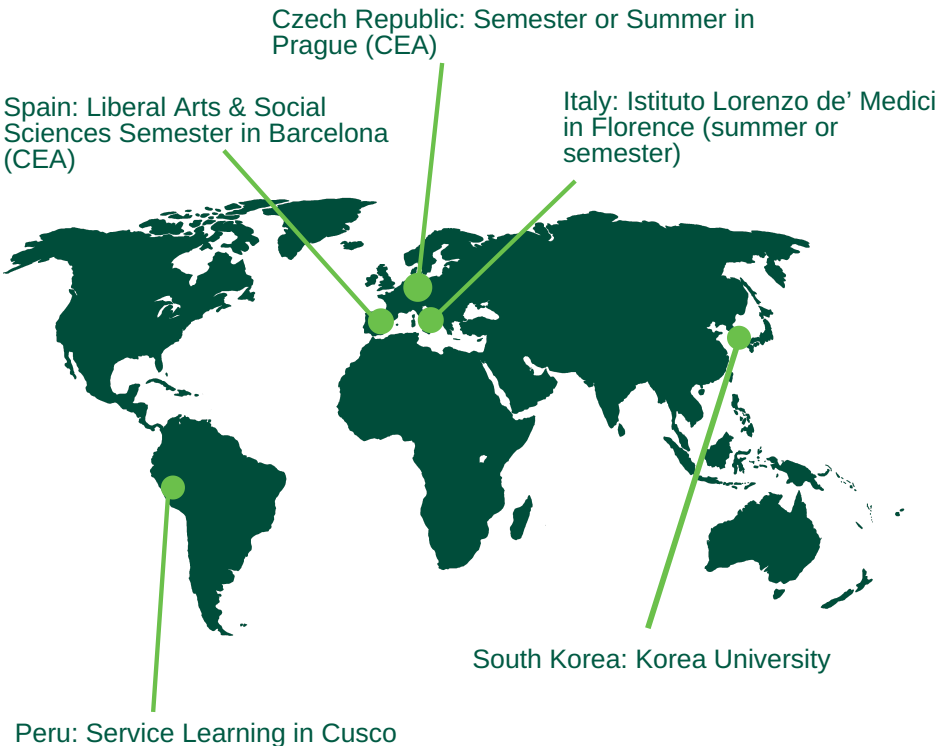 Czech Republic: Semester or Summer in
Prague (CEA)
Spain: Liberal Arts & Social
Sciences Semester in Barcelona
(CEA)
Italy: Istituto Lorenzo de’ Medici
in Florence (summer or
semester)
South Korea: Korea University
Peru: Service Learning in Cusco